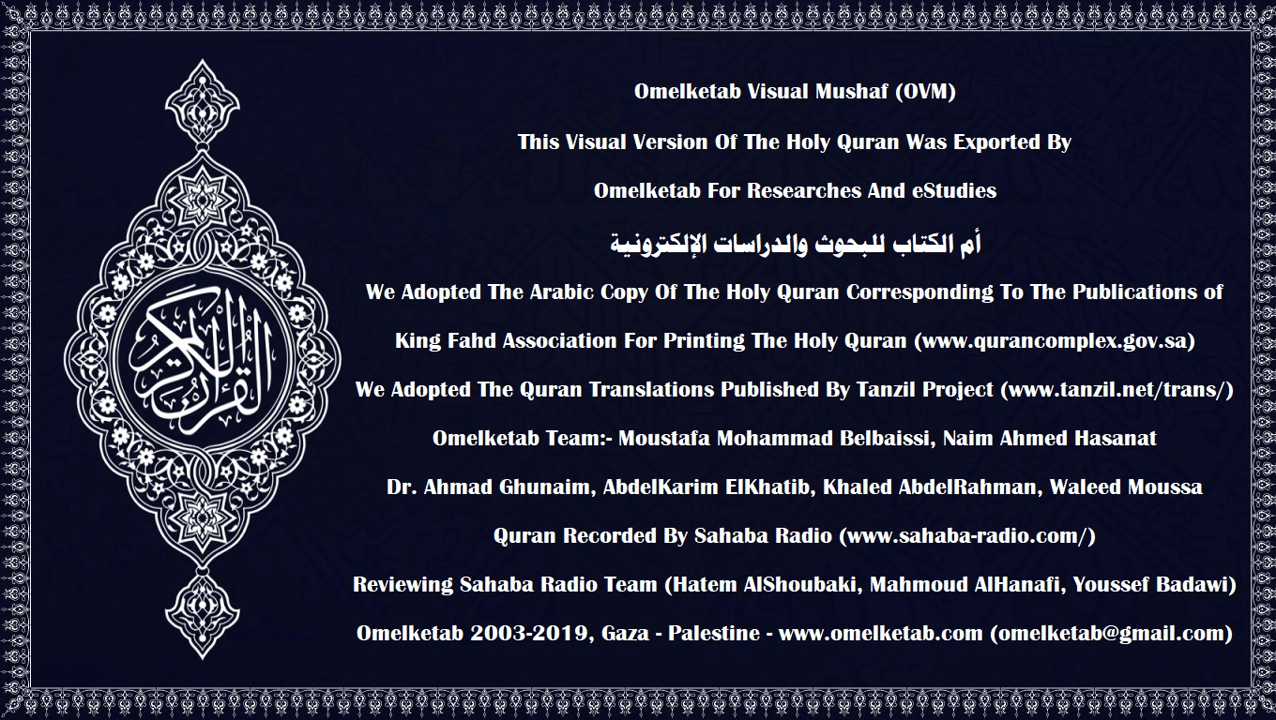 Omelketab Visual Mushaf (OVM)
This Visual Version Of The Holy Quran Was Exported By
Omelketab For Researches And eStudies
أم الكتاب للبحوث والدراسات الإلكترونية
We Adopted The Arabic Copy Of The Holy Quran Corresponding To The Publications of
King Fahd Association For Printing The Holy Quran (www.qurancomplex.gov.sa)
We Adopted The Quran Translations Published By Tanzil Project (www.tanzil.net/trans/)
Omelketab Team:- Moustafa Mohammad Belbaissi, Naim Ahmed Hasanat
Dr. Ahmad Ghunaim, AbdelKarim ElKhatib, Khaled AbdelRahman, Waleed Moussa
Quran Recorded By Sahaba Radio (www.sahaba-radio.com/)
Reviewing Sahaba Radio Team (Hatem AlShoubaki, Mahmoud AlHanafi, Youssef Badawi)
Omelketab 2003-2019, Gaza - Palestine - www.omelketab.com (omelketab@gmail.com)
القرآن الكريم